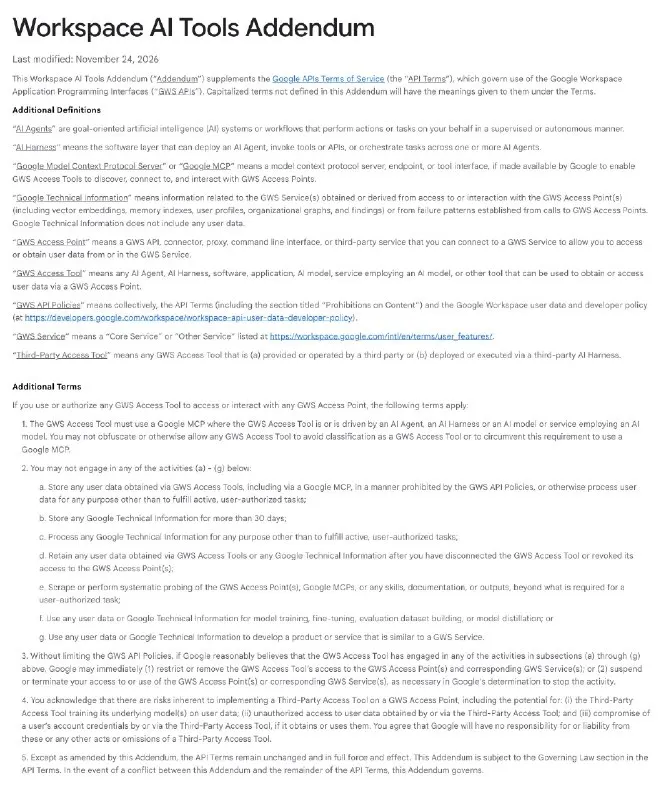 Workspace AI Tools Addendum
Last modified: November 24, 2026
This Workspace AI Tools Addendum ("Addendum") supplements the Google APIs Terms of Service (the "API Terms"), which govern use of the Google Workspace
Application Programming Interfaces ("GWS APIs"). Capitalized terms not defined in this Addendum will have the meanings given to them under the Terms.
Additional Definitions
"AI Agents" are goal-oriented artificial intelligence (AI) systems or workflows that perform actions or tasks on your behalf in a supervised or autonomous manner.
"AI Harness" means the software layer that can deploy an AI Agent, invoke tools or APIs, or orchestrate tasks across one or more AI Agents.
"Google Model Context Protocol Server" or "Google MCP" means a model context protocol server, endpoint, or tool interface, if made available by Google to enable
GWS Access Tools to discover, connect to, and interact with GWS Access Points.
"Google Technical Information" means information related to the GWS Service(s) obtained or derived from access to or interaction with the GWS Access Point(s)
(including vector embeddings, memory indexes, user profiles, organizational graphs, and findings) or from failure patterns established from calls to GWS Access Points.
Google Technical Information does not include any user data.
"GWS Access Point" means a GWS API, connector, proxy, command line interface, or third-party service that you can connect to a GWS Service to allow you to access
or obtain user data from or in the GWS Service.
"GWS Access Tool" means any AI Agent, AI Harness, software, application, AI model, service employing an AI model, or other tool that can be used to obtain or access
user data via a GWS Access Point.
"GWS API Policies" means collectively, the API Terms (including the section titled "Prohibitions on Content") and the Google Workspace user data and developer policy
(at https://developers.google.com/workspace/workspace-api-user-data-developer-policy).
"GWS Service" means a "Core Service" or "Other Service" listed at https://workspace.google.com/intl/en/terms/user_features/.
"Third-Party Access Tool" means any GWS Access Tool that is (a) provided or operated by a third party or (b) deployed or executed via a third-party AI Harness.
Additional Terms
If you use or authorize any GWS Access Tool to access or interact with any GWS Access Point, the following terms apply:
1. The GWS Access Tool must use a Google MCP where the GWS Access Tool is or is driven by an AI Agent, an AI Harness or an AI model or service employing an AI
model. You may not obfuscate or otherwise allow any GWS Access Tool to avoid classification as a GWS Access Tool or to circumvent this requirement to use a
Google MCP.
2. You may not engage in any of the activities (a) - (g) below:
a. Store any user data obtained via GWS Access Tools, including via a Google MCP, in a manner prohibited by the GWS API Policies, or otherwise process user
data for any purpose other than to fulfill active, user-authorized tasks;
b. Store any Google Technical Information for more than 30 days;
c. Process any Google Technical Information for any purpose other than to fulfill active, user-authorized tasks;
d. Retain any user data obtained via GWS Access Tools or any Google Technical Information after you have disconnected the GWS Access Tool or revoked its
access to the GWS Access Point(s);
e. Scrape or perform systematic probing of the GWS Access Point(s), Google MCPs, or any skills, documentation, or outputs, beyond what is required for a
user-authorized task;
f. Use any user data or Google Technical Information for model training, fine-tuning, evaluation dataset building, or model distillation; or
g. Use any user data or Google Technical Information to develop a product or service that is similar to a GWS Service.
3. Without limiting the GWS API Policies, if Google reasonably believes that the GWS Access Tool has engaged in any of the activities in subsections (a) through (g)
above, Google may immediately (1) restrict or remove the GWS Access Tool's access to the GWS Access Point(s) and corresponding GWS Service(s); or (2) suspend
or terminate your access to or use of the GWS Access Point(s) or corresponding GWS Service(s), as necessary in Google's determination to stop the activity.
4. You acknowledge that there are risks inherent to implementing a Third-Party Access Tool on a GWS Access Point, including the potential for: (i) the Third-Party
Access Tool training its underlying model(s) on user data; (ii) unauthorized access to user data obtained by or via the Third-Party Access Tool; and (iii) compromise of
a user's account credentials by or via the Third-Party Access Tool, if it obtains or uses them. You agree that Google will have no responsibility for or liability from
these or any other acts or omissions of a Third-Party Access Tool.
5. Except as amended by this Addendum, the API Terms remain unchanged and in full force and effect. This Addendum is subject to the Governing Law section in the
API Terms. In the event of a conflict between this Addendum and the remainder of the API Terms, this Addendum governs.